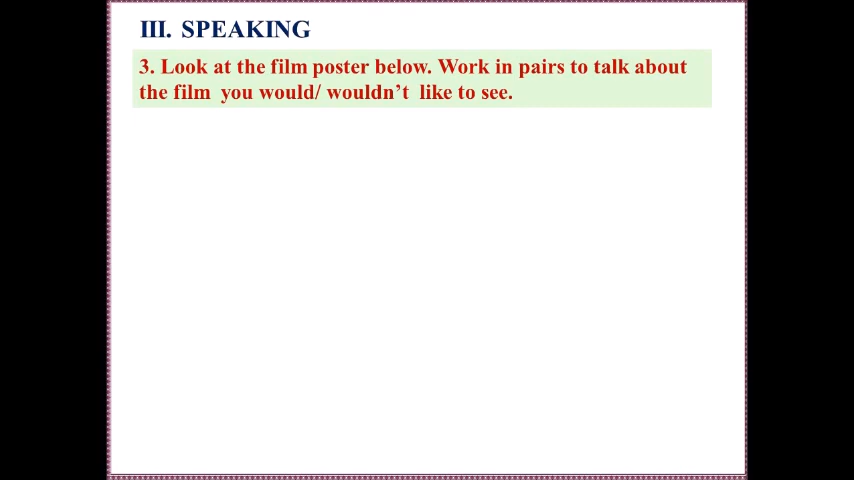 III. SPEAKING
3. Look at the film poster below. Work in pairs to talk about
the film you would/ wouldn’t like to see.